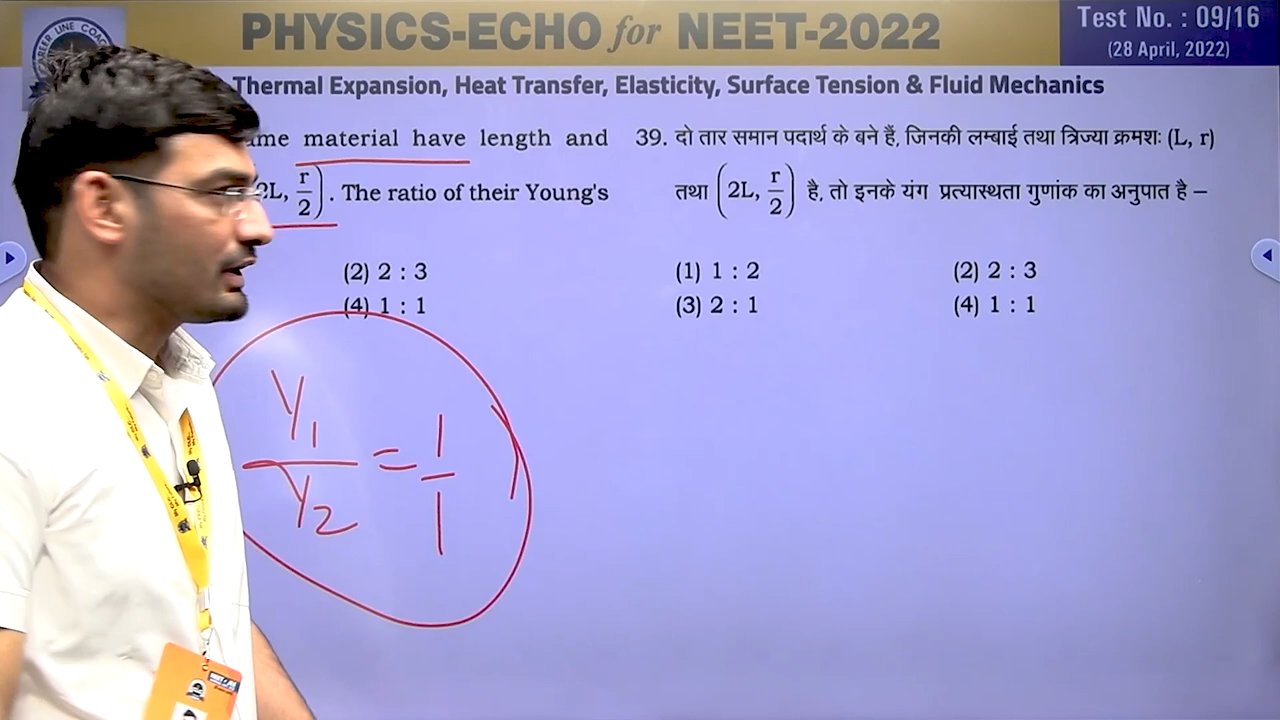 PHYSICS-ECHO for NEET-2022
Test No. : 09/16
(28 April, 2022)
Thermal Expansion, Heat Transfer, Elasticity, Surface Tension & Fluid Mechanics
material have length and
2L, r/2). The ratio of their Young's
(2) 2 : 3
(4) 1 : 1
39. दो तार समान पदार्थ के बने हैं, जिनकी लम्बाई तथा त्रिज्या क्रमशः (L, r)
तथा (2L, r/2) है, तो इनके यंग प्रत्यास्थता गुणांक का अनुपात है –
(1) 1 : 2 (2) 2 : 3
(3) 2 : 1 (4) 1 : 1
Y1/Y2 = 1/1